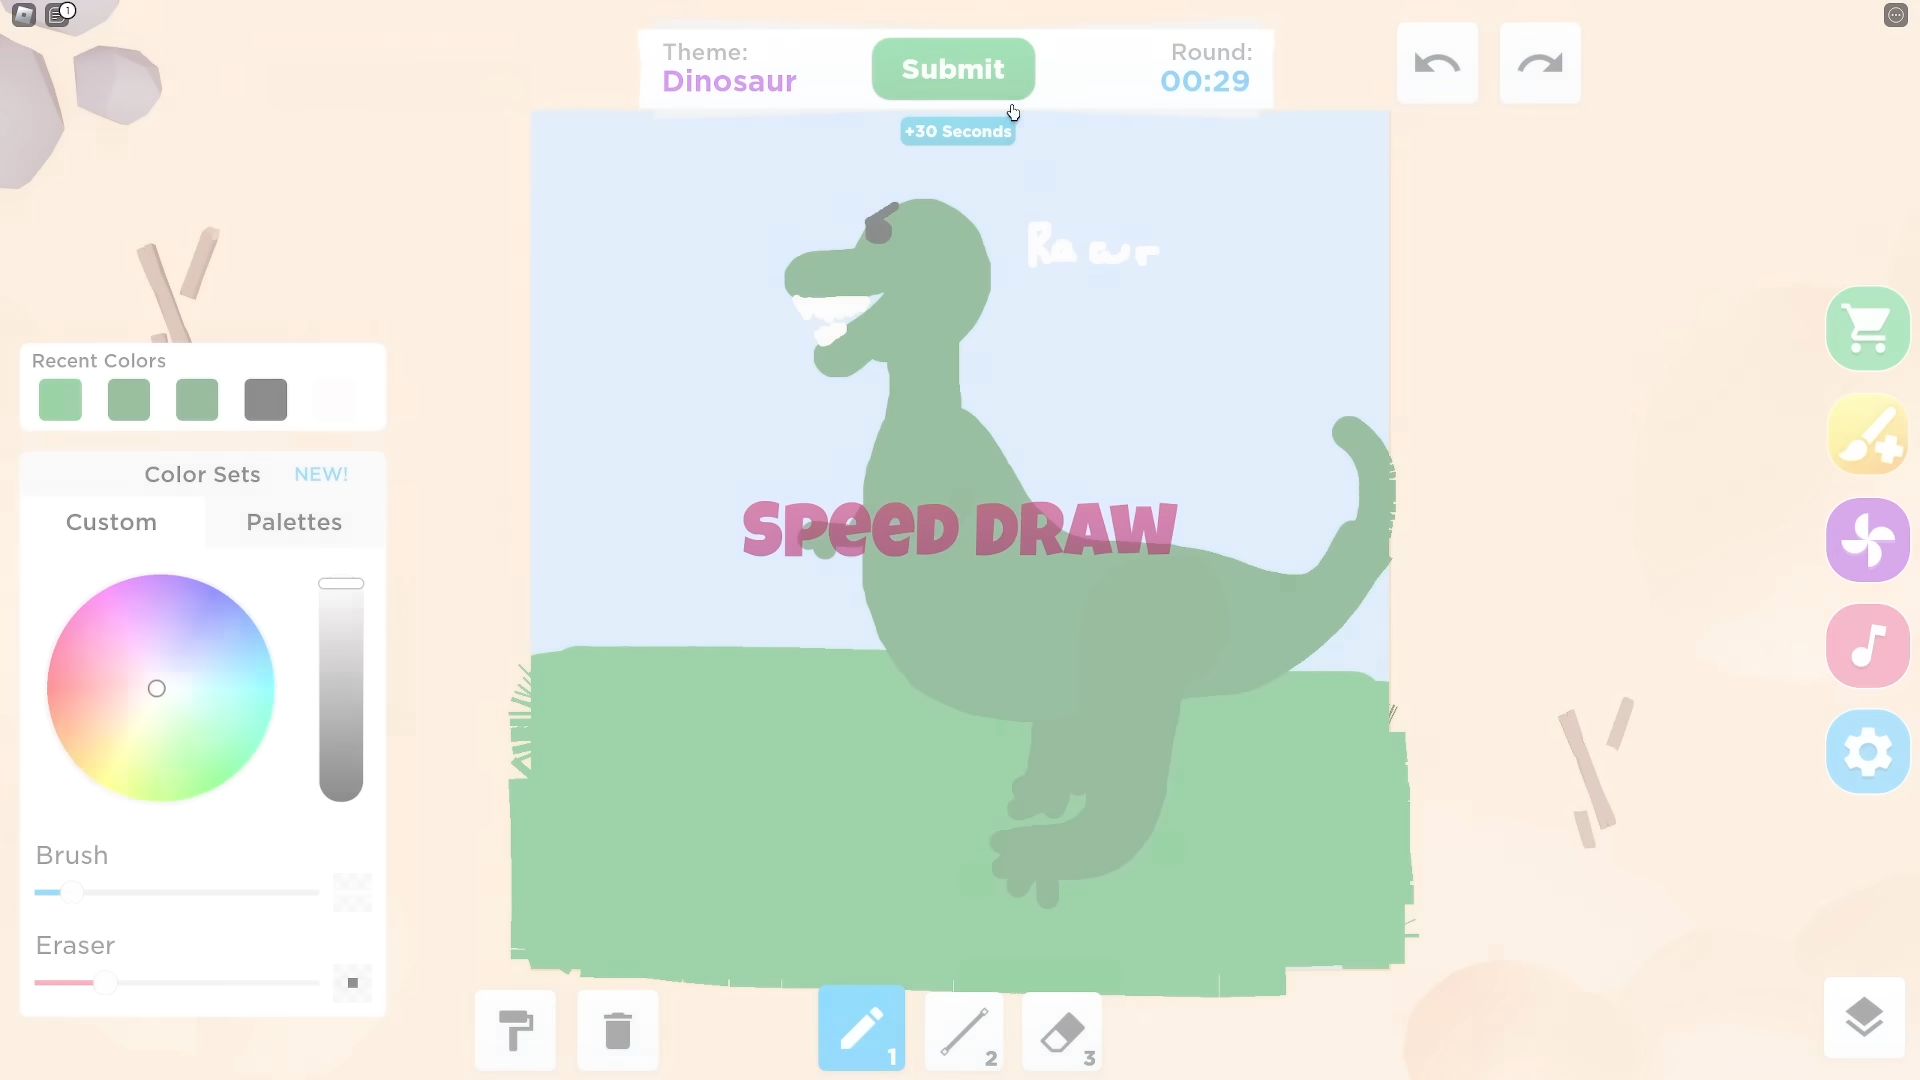 1
Theme:
Dinosaur
Submit
Round:
00:29
+30 Seconds
Rawr
Recent Colors
Color Sets NEW!
Custom
Palettes
SPeeD DRAW
Brush
Eraser
1
2
3